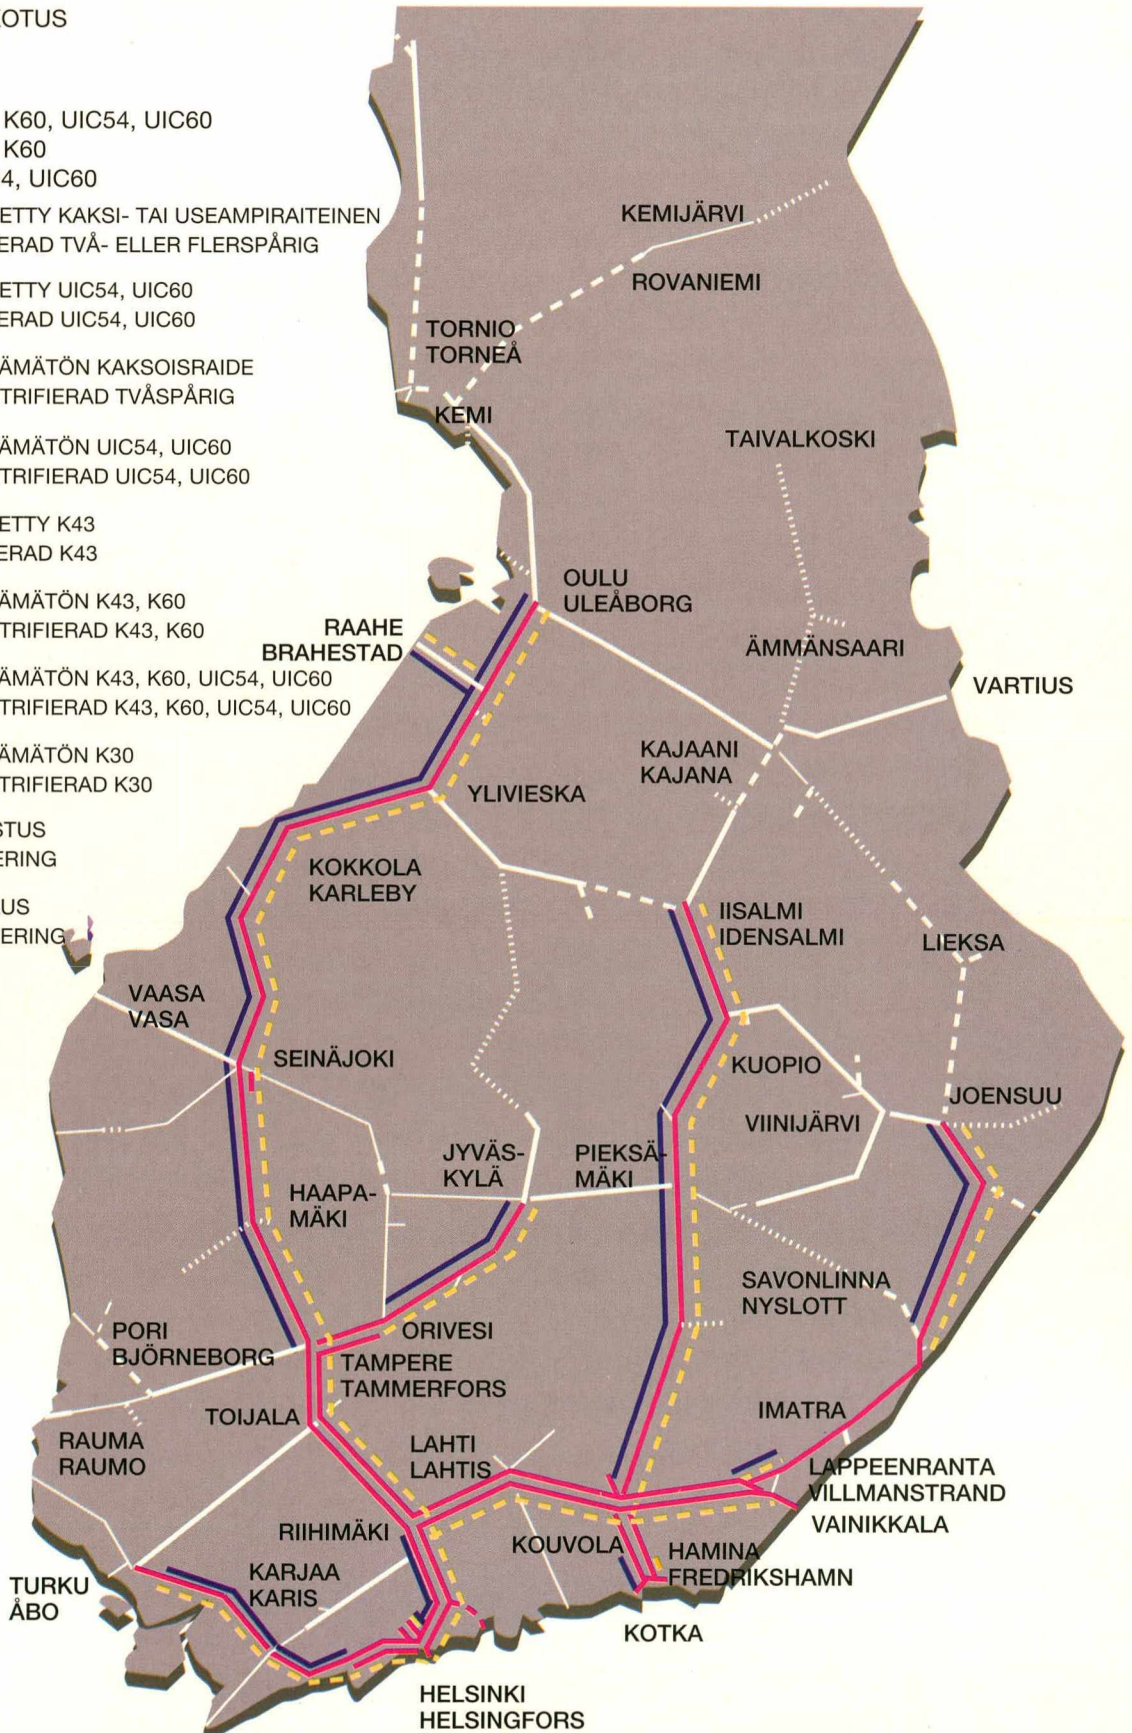 OTUS
K60, UIC54, UIC60
K60
4, UIC60
ETTY KAKSI- TAI USEAMPIRAITEINEN
ERAD TVÅ- ELLER FLERSPÅRIG
ETTY UIC54, UIC60
ERAD UIC54, UIC60
ÄMÄTÖN KAKSOISRAIDE
TRIFIERAD TVÅSPÅRIG
ÄMÄTÖN UIC54, UIC60
TRIFIERAD UIC54, UIC60
ETTY K43
ERAD K43
ÄMÄTÖN K43, K60
TRIFIERAD K43, K60
ÄMÄTÖN K43, K60, UIC54, UIC60
TRIFIERAD K43, K60, UIC54, UIC60
ÄMÄTÖN K30
TRIFIERAD K30
STUS
ERING
US
ERING
KEMIJÄRVI
ROVANIEMI
TORNIO
TORNEÅ
KEMI
TAIVALKOSKI
OULU
ULEÅBORG
RAAHE
BRAHESTAD
ÄMMÄNSAARI
VARTIUS
KAJAANI
KAJANA
YLIVIESKA
KOKKOLA
KARLEBY
IISALMI
IDENSALMI
LIEKSA
VAASA
VASA
SEINÄJOKI
KUOPIO
JOENSUU
VIINIJÄRVI
JYVÄS-
KYLÄ
PIEKSÄ-
MÄKI
HAAPA-
MÄKI
SAVONLINNA
NYSLOTT
PORI
BJÖRNEBORG
ORIVESI
TAMPERE
TAMMERFORS
TOIJALA
IMATRA
RAUMA
RAUMO
LAHTI
LAHTIS
LAPPEENRANTA
VILLMANSTRAND
VAINIKKALA
RIIHIMÄKI
KOUVOLA
HAMINA
FREDRIKSHAMN
KARJAA
KARIS
TURKU
ÅBO
KOTKA
HELSINKI
HELSINGFORS